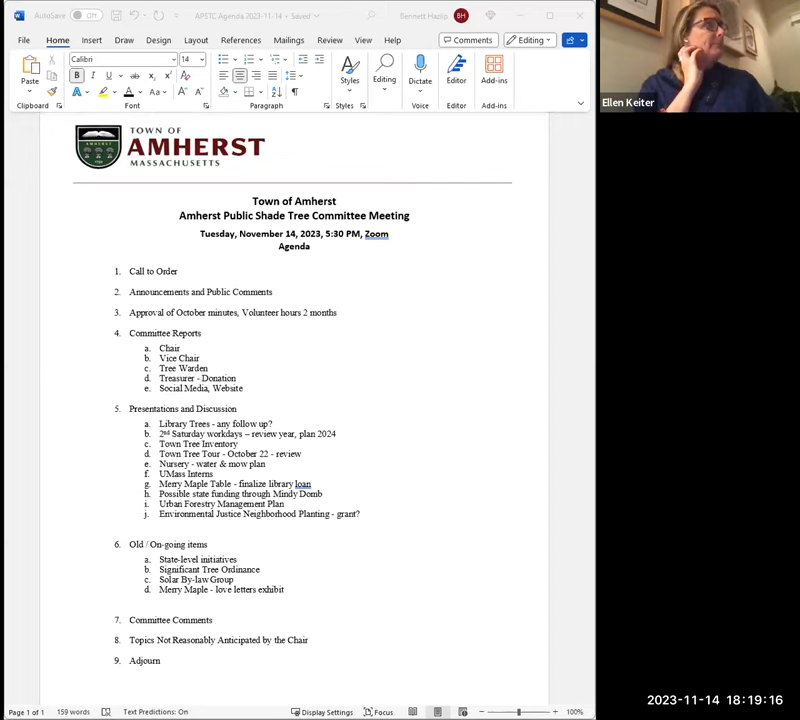 AutoSave Off APSTC Agenda 2023-11-14 • Saved Bennett Hazlip BH
File Home Insert Draw Design Layout References Mailings Review View Help Comments Editing
Calibri 14
Paste B I U ab x₂ x² Styles Editing Dictate Editor Add-ins
A A Aa A A
Clipboard Font Paragraph Styles Voice Editor Add-ins
Ellen Keiter
TOWN OF
AMHERST
MASSACHUSETTS
Town of Amherst
Amherst Public Shade Tree Committee Meeting
Tuesday, November 14, 2023, 5:30 PM, Zoom
Agenda
1. Call to Order
2. Announcements and Public Comments
3. Approval of October minutes, Volunteer hours 2 months
4. Committee Reports
a. Chair
b. Vice Chair
c. Tree Warden
d. Treasurer - Donation
e. Social Media, Website
5. Presentations and Discussion
a. Library Trees - any follow up?
b. 2nd Saturday workdays – review year, plan 2024
c. Town Tree Inventory
d. Town Tree Tour - October 22 - review
e. Nursery - water & mow plan
f. UMass Interns
g. Merry Maple Table - finalize library loan
h. Possible state funding through Mindy Domb
i. Urban Forestry Management Plan
j. Environmental Justice Neighborhood Planting - grant?
6. Old / On-going items
a. State-level initiatives
b. Significant Tree Ordinance
c. Solar By-law Group
d. Merry Maple - love letters exhibit
7. Committee Comments
8. Topics Not Reasonably Anticipated by the Chair
9. Adjourn
2023-11-14 18:19:16
Page 1 of 1 159 words Text Predictions: On Display Settings Focus 100%